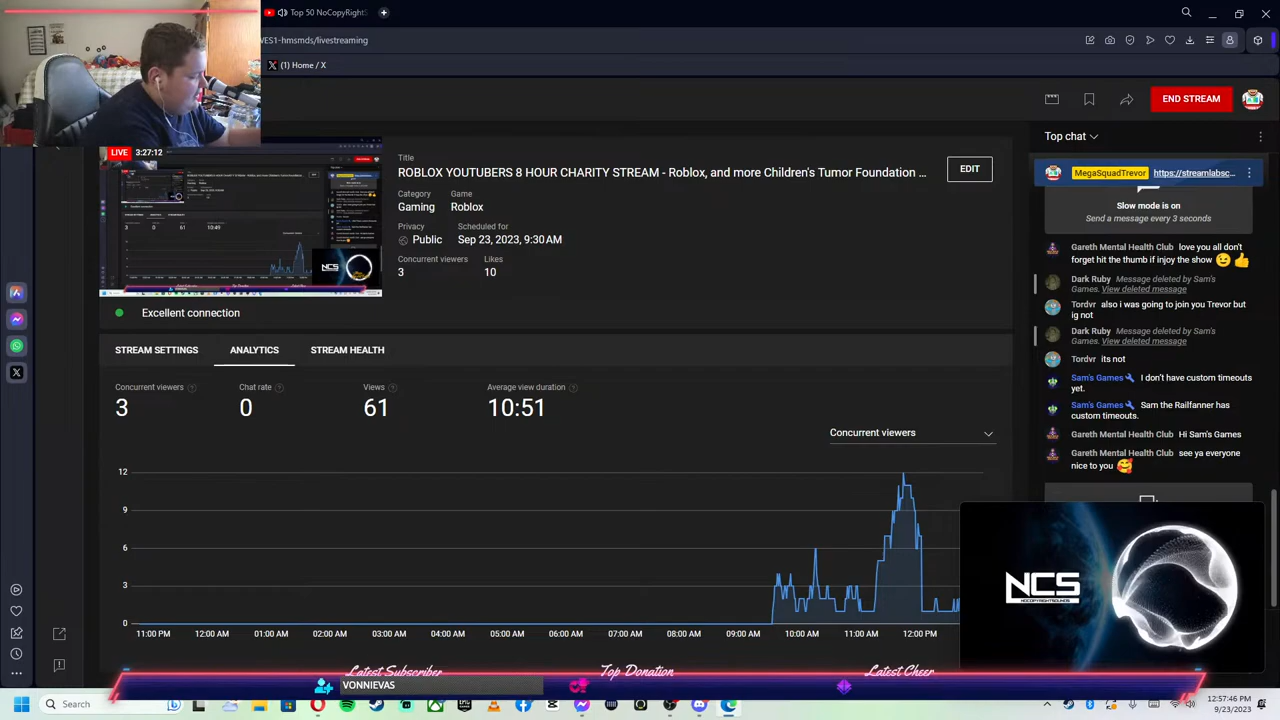 Top 50 NoCopyRightS
VES1-hmsmds/livestreaming
(1) Home / X
END STREAM
LIVE 3:27:12
Title
ROBLOX YOUTUBERS 8 HOUR CHARITY STREAM - Roblox, andimme Childrens Tumor Foundation
EDIT
Category
Gaming
Game
Roblox
Privacy
Public
Scheduled for
Sep 23, 2023, 9:30 AM
Concurrent viewers
3
Likes
10
Excellent connection
STREAM SETTINGS
ANALYTICS
STREAM HEALTH
Concurrent viewers
3
Chat rate
0
Views
61
Average view duration
10:51
Concurrent viewers
12
9
6
3
0
11:00 PM 12:00 AM 01:00 AM 02:00 AM 03:00 AM 04:00 AM 05:00 AM 06:00 AM 07:00 AM 08:00 AM 09:00 AM 10:00 AM 11:00 AM 12:00 PM
Top chat
MegaSquadTrevor
Slow mode is on
Send a message every 3 seconds
Gareth Mental Health Club love you all don't
forget hit the thumb if injoy the show 😉👍
Dark Ruby Message deleted by Sam's
Games. View deleted message
Tordvr also i was going to join you Trevor but
ig not
Dark Ruby Message deleted by Sam's
Games. View deleted message
Tordvr its not
Sam's Games I don't have custom timeouts
yet.
Sam's Games Sam the Railfanner has
custom timeouts.
Gareth Mental Health Club Hi Sam's Games
Gareth Mental Health Club see ya everyone
nice to you 🥰
NCS
NOCOPYRIGHTSOUNDS
Latest Subscriber
VONNIEVAS
Top Donation
Latest Cheer
Search
12:57:46 PM
9/23/2023